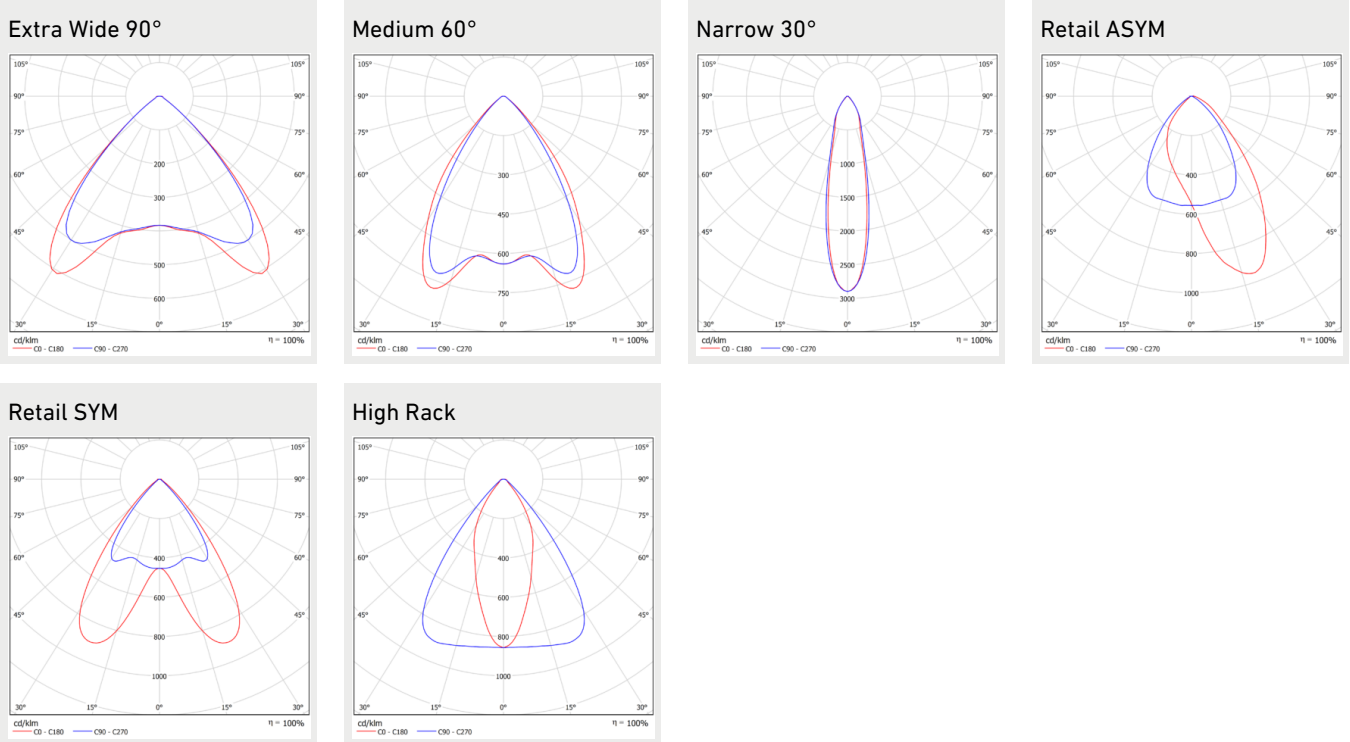 Extra Wide 90°
105° 105°
90° 90°
75° 75°
200
60° 60°
300
45° 45°
500
600
30° 15° 0° 15° 30°
cd/klm η = 100%
C0 - C180 C90 - C270
Medium 60°
105° 105°
90° 90°
75° 75°
60° 300 60°
450
45° 45°
600
750
30° 15° 0° 15° 30°
cd/klm η = 100%
C0 - C180 C90 - C270
Narrow 30°
105° 105°
90° 90°
75° 75°
1000
60° 60°
1500
2000
45° 45°
2500
3000
30° 15° 0° 15° 30°
cd/klm η = 100%
C0 - C180 C90 - C270
Retail ASYM
105° 105°
90° 90°
75° 75°
60° 400 60°
600
45° 45°
800
1000
30° 15° 0° 15° 30°
cd/klm η = 100%
C0 - C180 C90 - C270
Retail SYM
105° 105°
90° 90°
75° 75°
60° 400 60°
600
45° 45°
800
1000
30° 15° 0° 15° 30°
cd/klm η = 100%
C0 - C180 C90 - C270
High Rack
105° 105°
90° 90°
75° 75°
60° 400 60°
600
45° 45°
800
1000
30° 15° 0° 15° 30°
cd/klm η = 100%
C0 - C180 C90 - C270